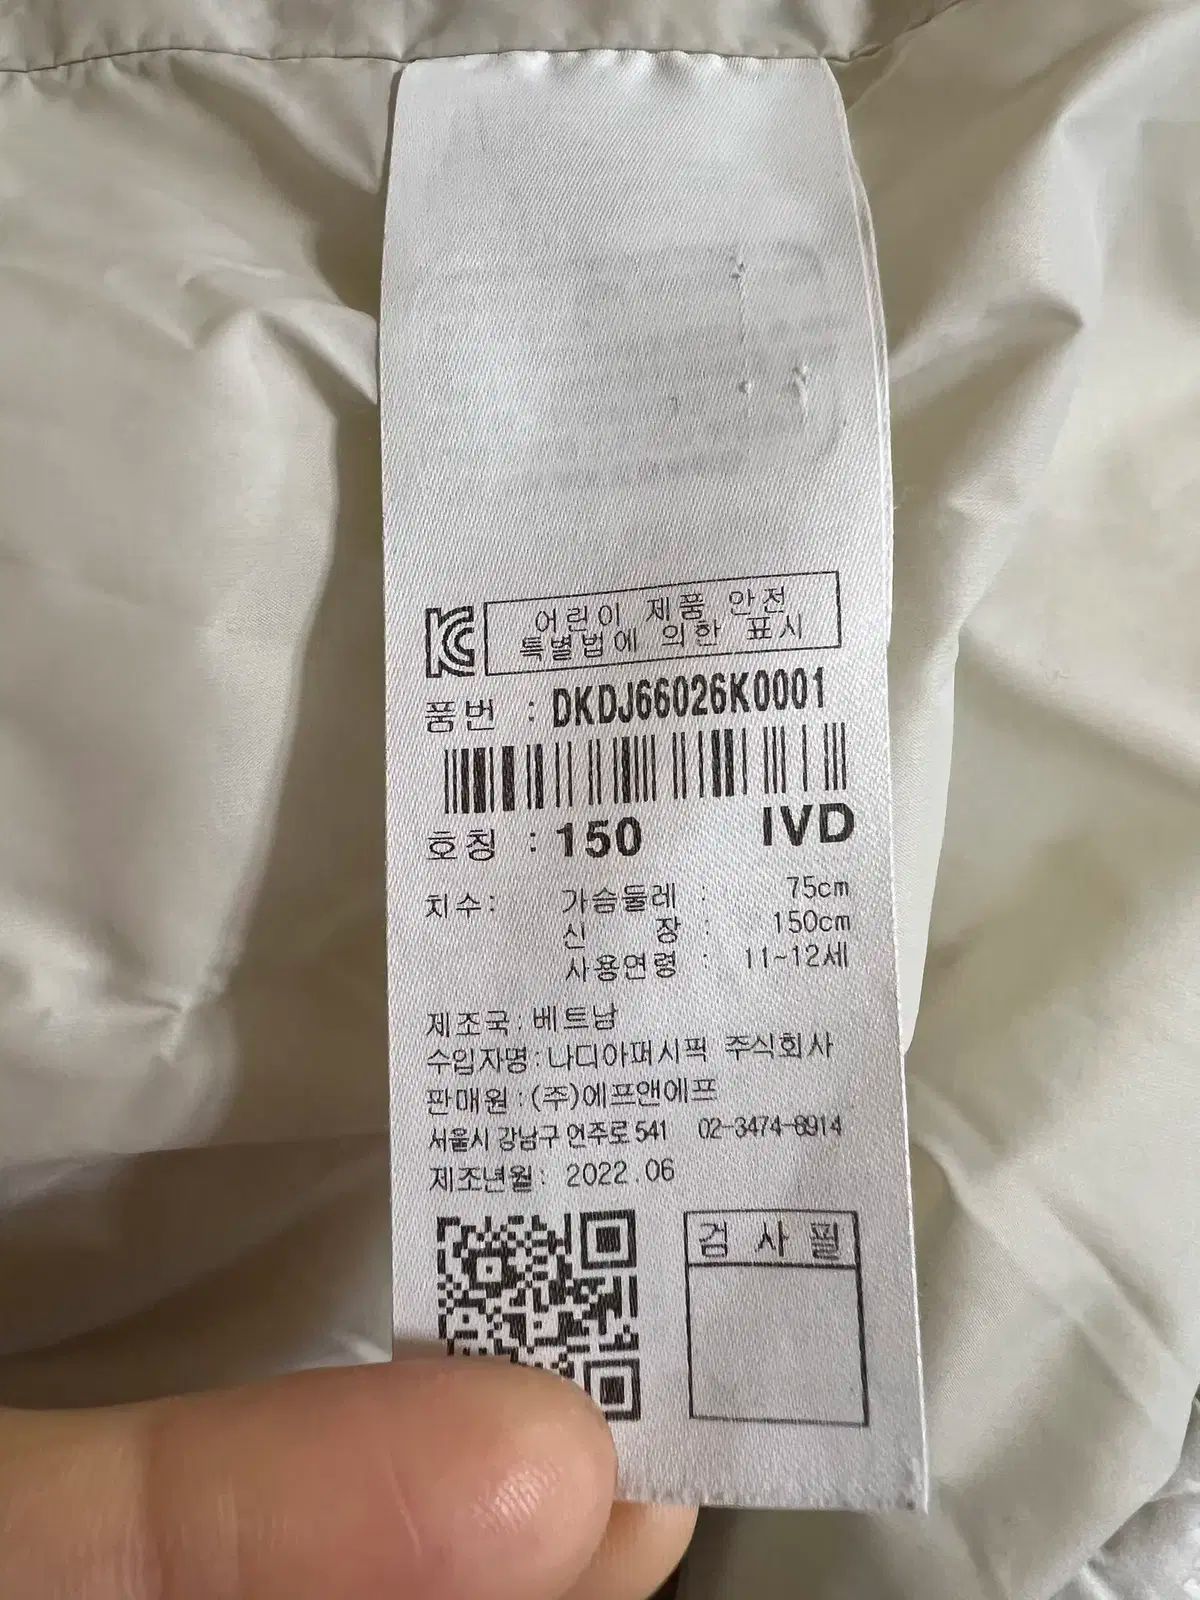 KC
어린이 제품 안전
특별법에 의한 표시
품번 : DKDJ66026K0001
호칭 : 150 IVD
치수: 가슴둘레 : 75cm
신 장 : 150cm
사용연령 : 11~12세
제조국: 베트남
수입자명: 나디아퍼시픽 주식회사
판매원: (주)에프앤에프
서울시 강남구 언주로 541 02-3474-8914
제조년월: 2022.06
검 사 필